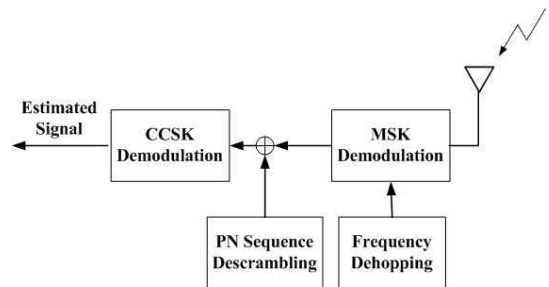 Estimated
Signal
CCSK
Demodulation
MSK
Demodulation
PN Sequence
Descrambling
Frequency
Dehopping